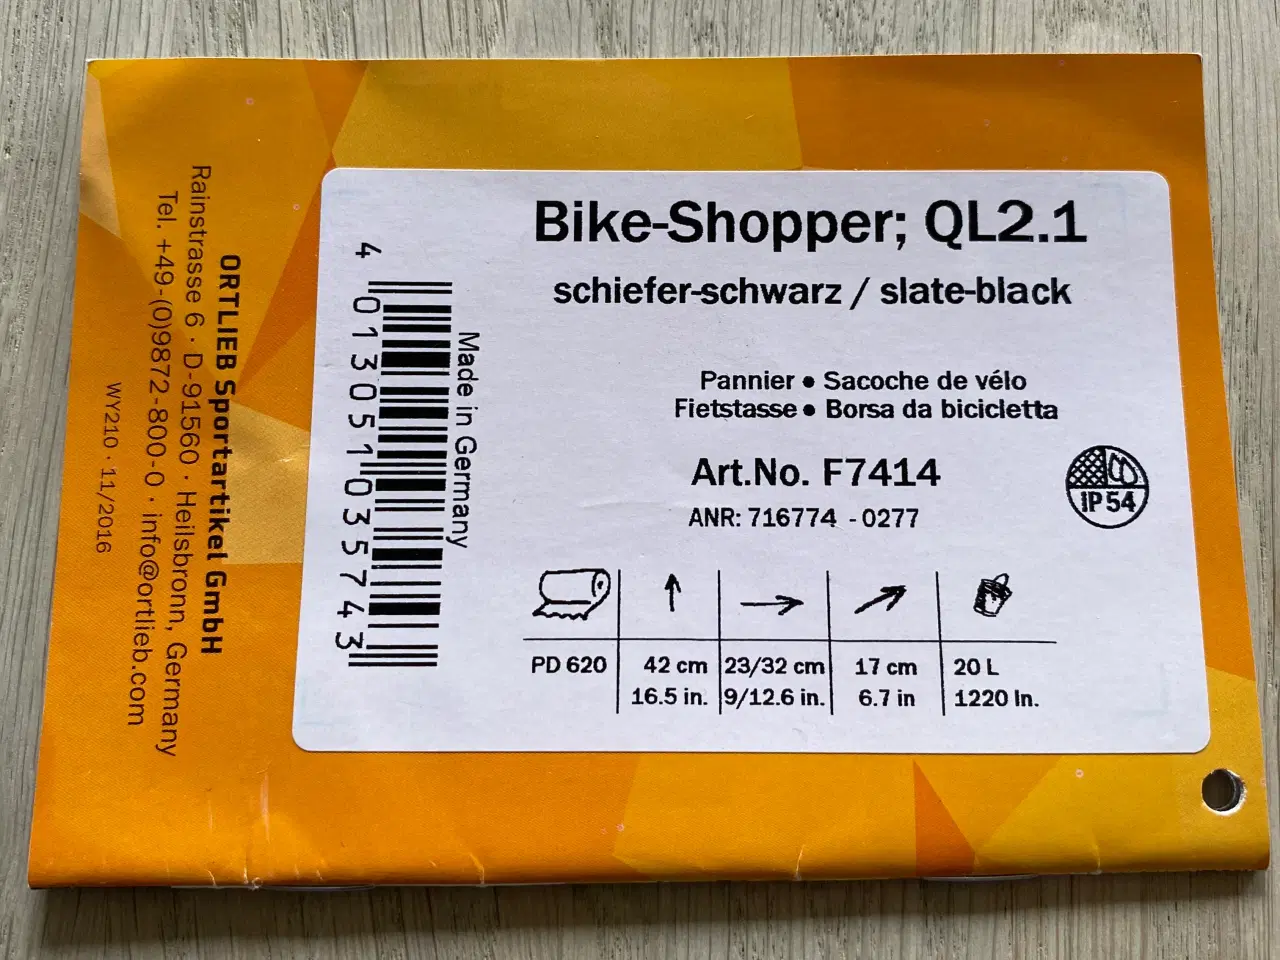 Bike-Shopper; QL2.1
schiefer-schwarz / slate-black
Pannier ● Sacoche de vélo
Fietstasse ● Borsa da bicicletta
Art.No. F7414
ANR: 716774 - 0277
IP 54
PD 620
42 cm
16.5 in.
23/32 cm
9/12.6 in.
17 cm
6.7 in
20 L
1220 In.
Made in Germany
4 013051 035743
ORTLIEB Sportartikel GmbH
Rainstrasse 6 · D-91560 · Heilsbronn, Germany
Tel. +49-(0)9872-800-0 · info@ortlieb.com
WY210 · 11/2016